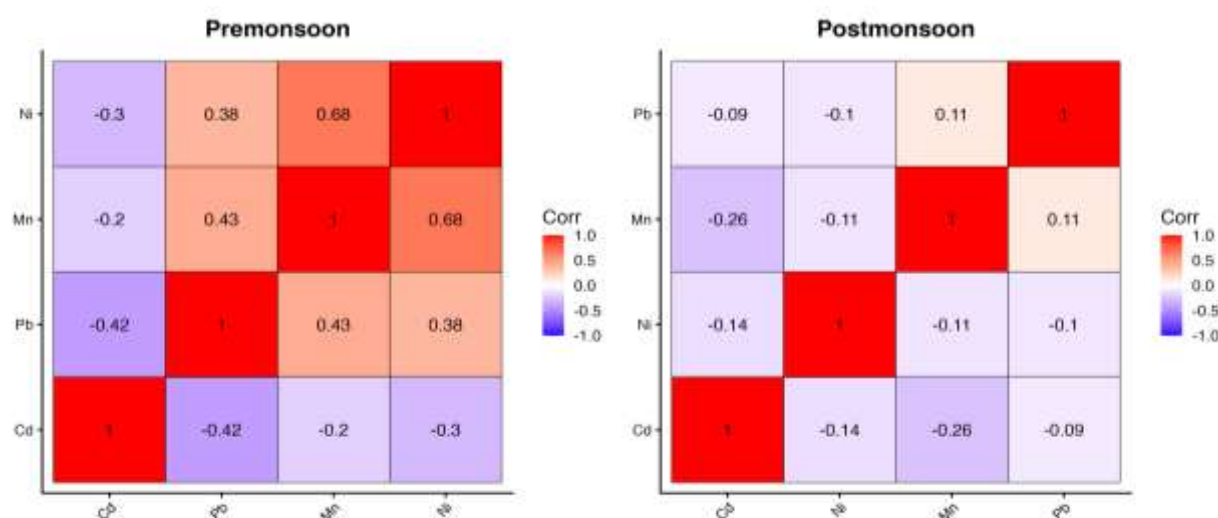 Premonsoon
Ni
-0.3 0.38 0.68 1
Mn
-0.2 0.43 1 0.68
Pb
-0.42 1 0.43 0.38
Cd
1 -0.42 -0.2 -0.3
Cd Pb Mn Ni
Corr
1.0
0.5
0.0
-0.5
-1.0
Postmonsoon
Pb
-0.09 -0.1 0.11 1
Mn
-0.26 -0.11 1 0.11
Ni
-0.14 1 -0.11 -0.1
Cd
1 -0.14 -0.26 -0.09
Cd Ni Mn Pb
Corr
1.0
0.5
0.0
-0.5
-1.0